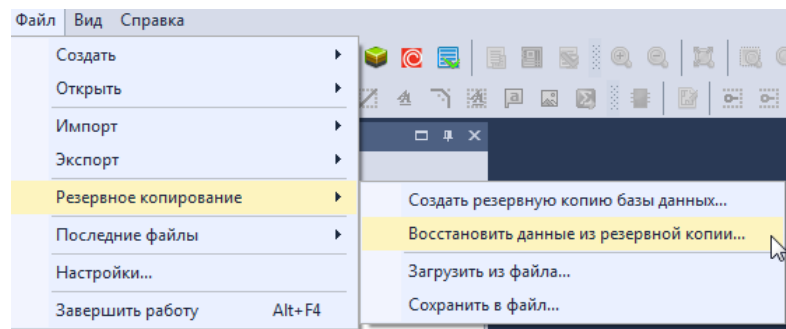 Файл Вид Справка
Создать
Открыть
Импорт
Экспорт
Резервное копирование
Последние файлы
Настройки...
Завершить работу Alt+F4
Создать резервную копию базы данных...
Восстановить данные из резервной копии...
Загрузить из файла...
Сохранить в файл...